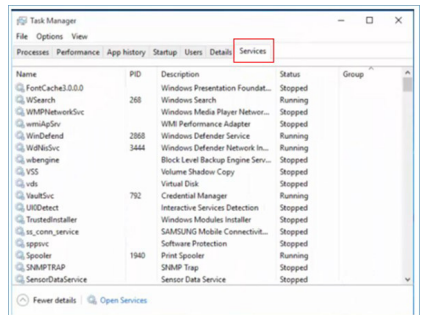 Task Manager
File Options View
Processes Performance App history Startup Users Details Services
Name PID Description Status Group
FontCache3.0.0.0 Windows Presentation Foundat... Stopped
WSearch 268 Windows Search Running
WMPNetworkSvc Windows Media Player Networ... Stopped
wmiApSrv WMI Performance Adapter Stopped
WinDefend 2868 Windows Defender Service Running
WdNisSvc 3444 Windows Defender Network In... Running
wbengine Block Level Backup Engine Serv... Stopped
VSS Volume Shadow Copy Stopped
vds Virtual Disk Stopped
VaultSvc 792 Credential Manager Running
UI0Detect Interactive Services Detection Stopped
TrustedInstaller Windows Modules Installer Stopped
ss_conn_service SAMSUNG Mobile Connectivit... Stopped
sppsvc Software Protection Stopped
Spooler 1940 Print Spooler Running
SNMPTRAP SNMP Trap Stopped
SensorDataService Sensor Data Service Stopped
Fewer details Open Services